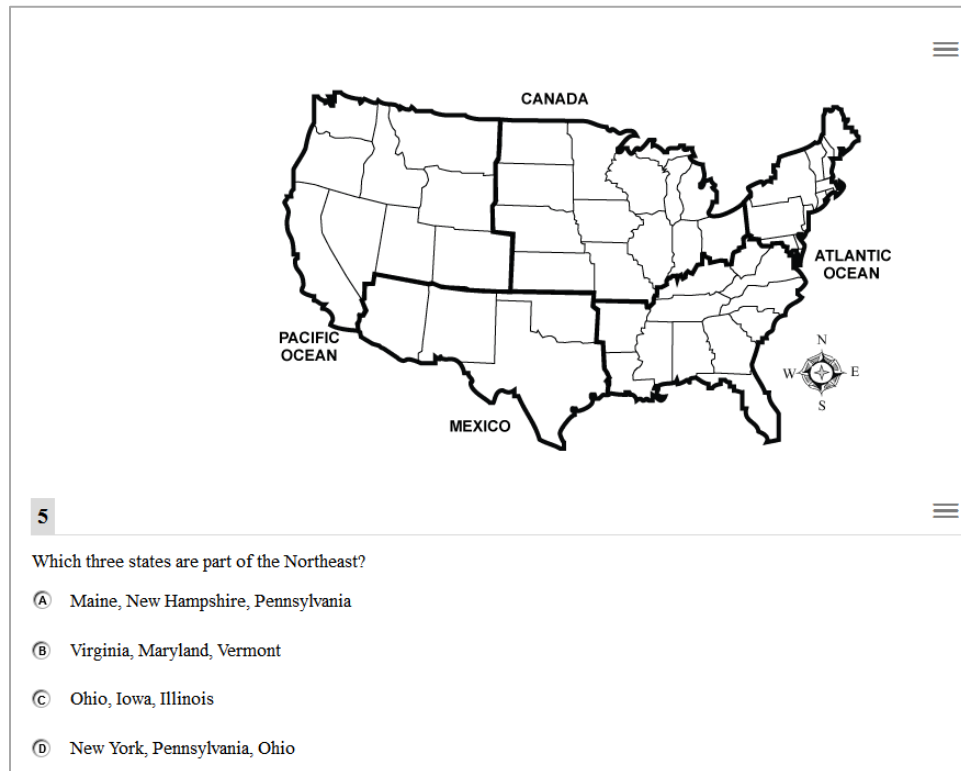 CANADA
ATLANTIC
OCEAN
PACIFIC
OCEAN
N
W
E
S
MEXICO
5
Which three states are part of the Northeast?
A Maine, New Hampshire, Pennsylvania
B Virginia, Maryland, Vermont
C Ohio, Iowa, Illinois
D New York, Pennsylvania, Ohio